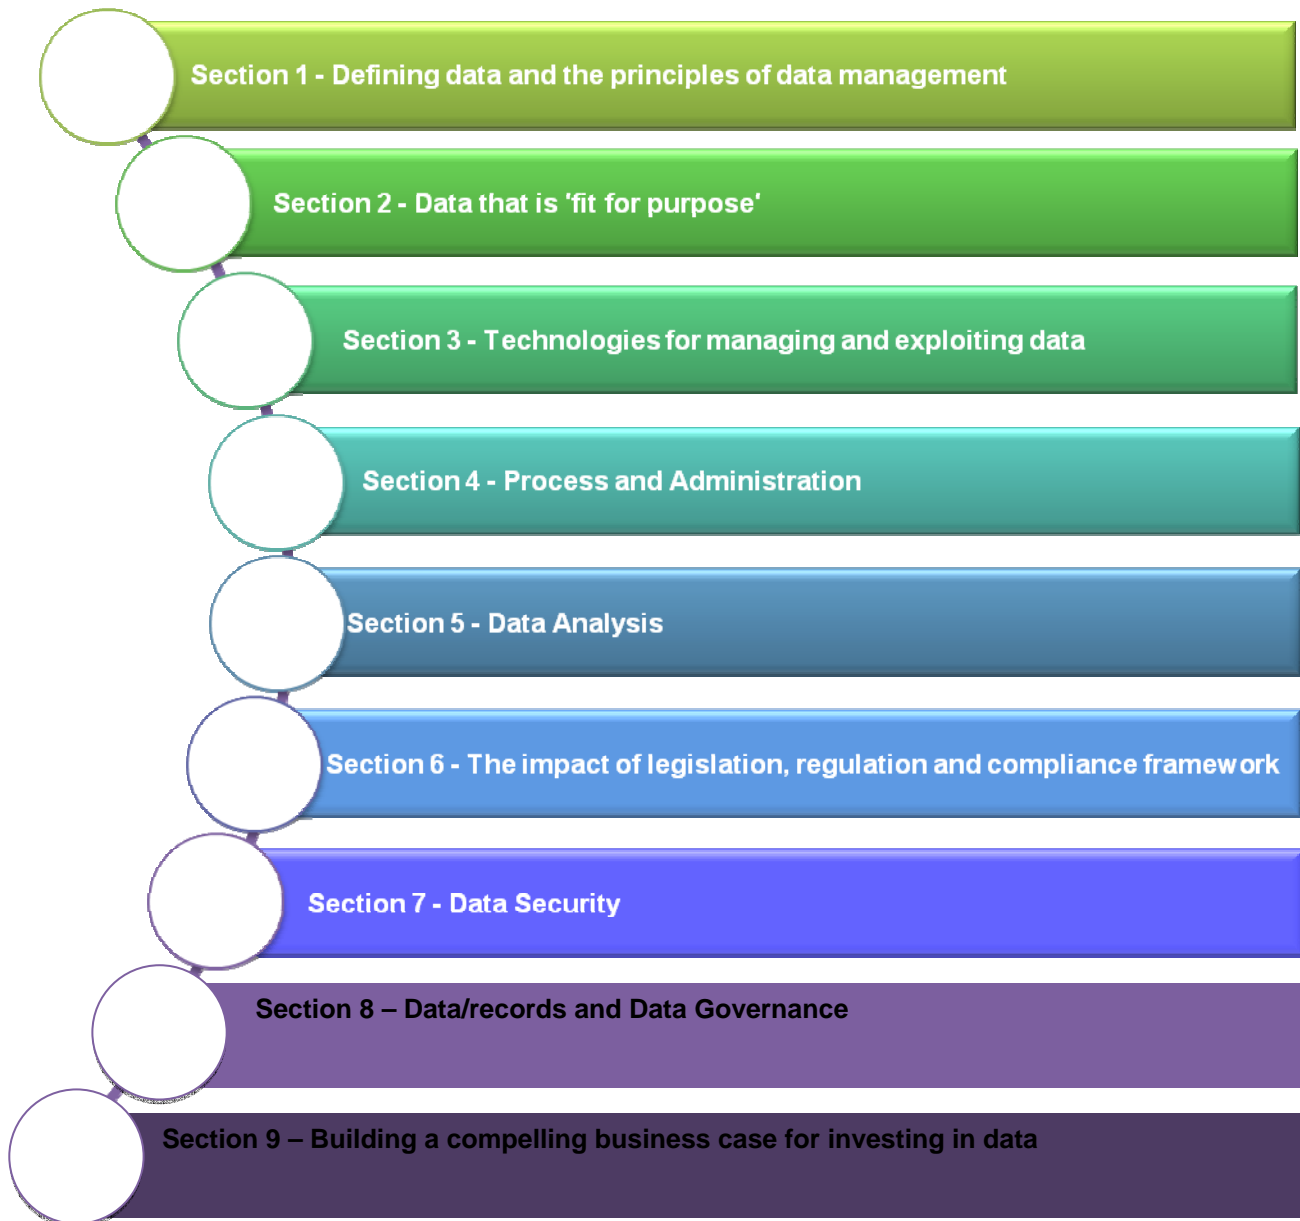 Section 1 - Defining data and the principles of data management
Section 2 - Data that is 'fit for purpose'
Section 3 - Technologies for managing and exploiting data
Section 4 - Process and Administration
Section 5 - Data Analysis
Section 6 - The impact of legislation, regulation and compliance framework
Section 7 - Data Security
Section 8 – Data/records and Data Governance
Section 9 – Building a compelling business case for investing in data